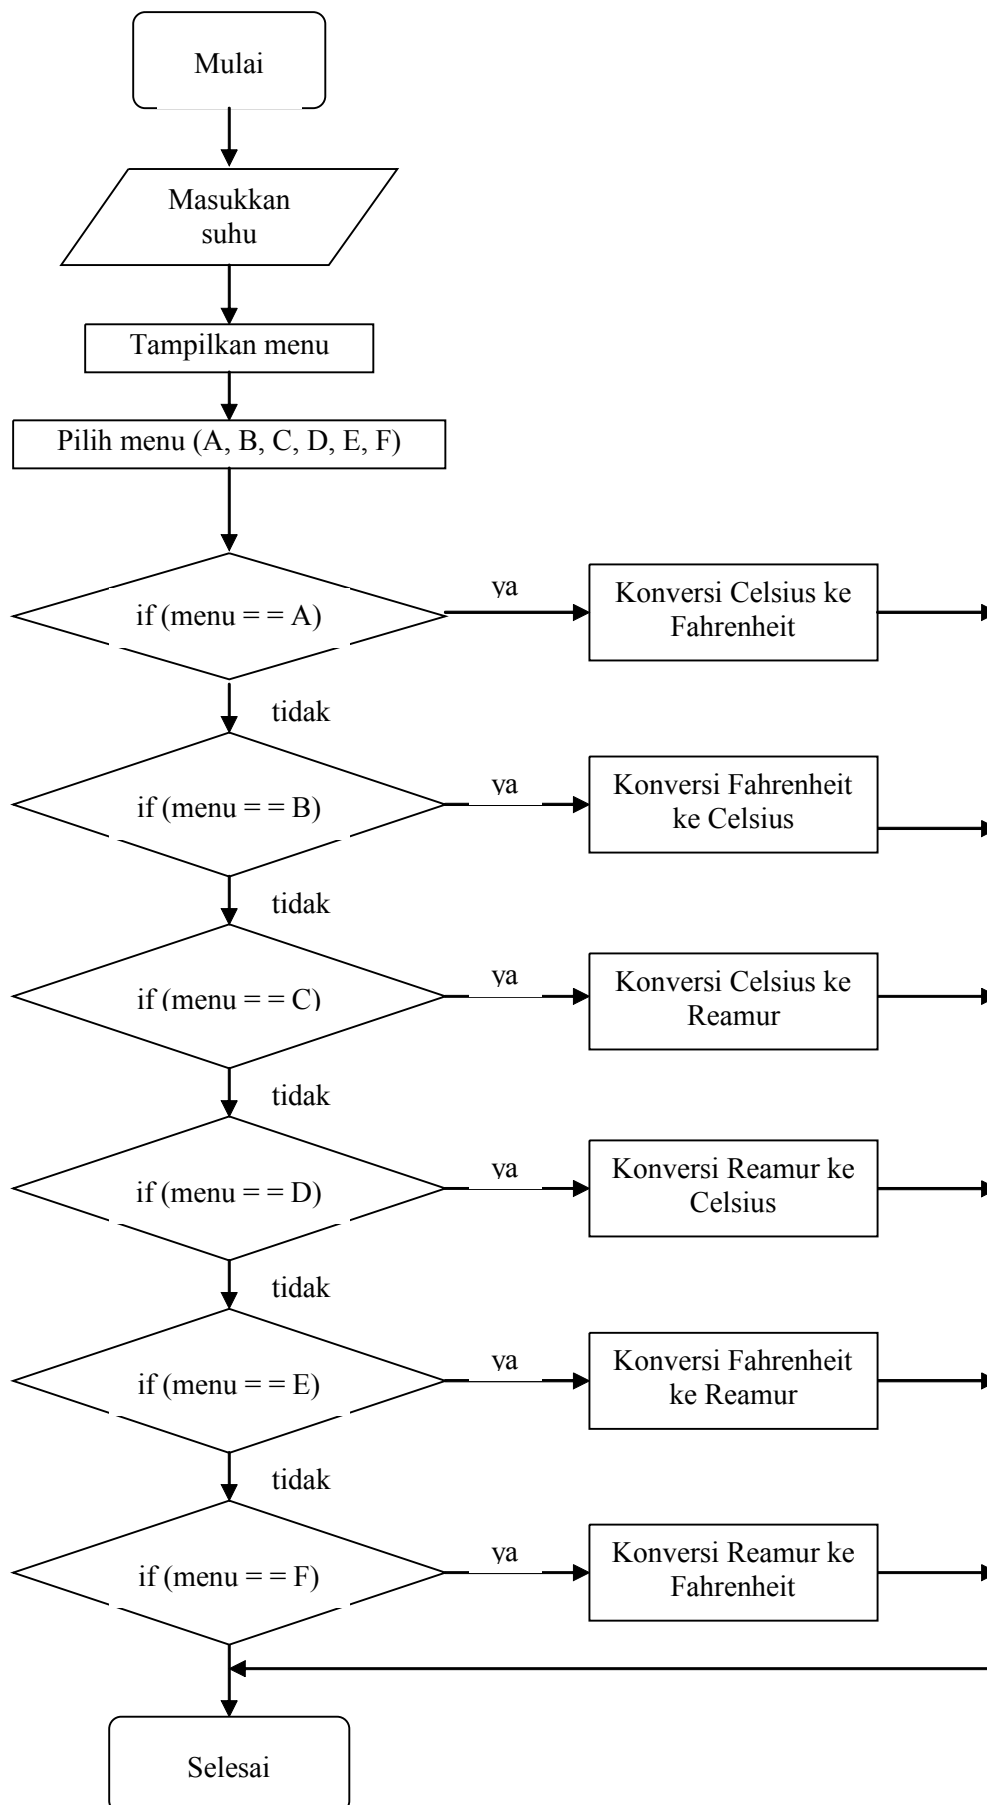 Mulai
Masukkan
suhu
Tampilkan menu
Pilih menu (A, B, C, D, E, F)
if (menu = = A)
ya
Konversi Celsius ke
Fahrenheit
tidak
if (menu = = B)
ya
Konversi Fahrenheit
ke Celsius
tidak
if (menu = = C)
ya
Konversi Celsius ke
Reamur
tidak
if (menu = = D)
ya
Konversi Reamur ke
Celsius
tidak
if (menu = = E)
ya
Konversi Fahrenheit
ke Reamur
tidak
if (menu = = F)
ya
Konversi Reamur ke
Fahrenheit
Selesai